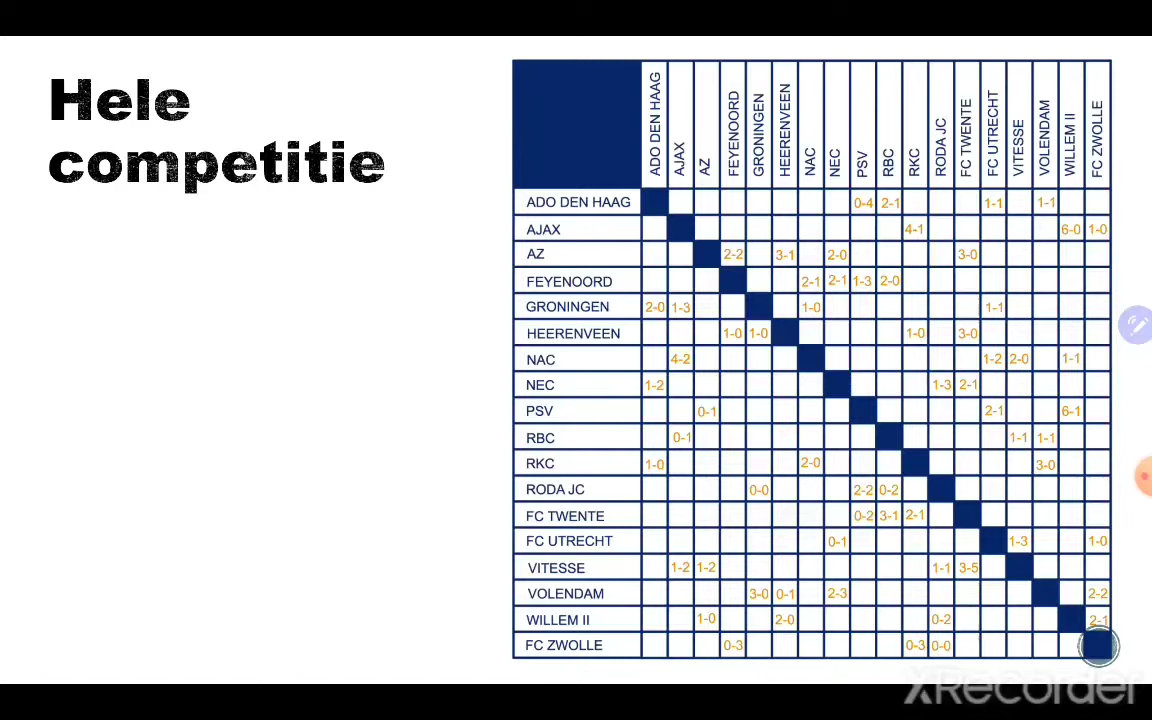 Hele
competitie
ADO DEN HAAG AJAX AZ FEYENOORD GRONINGEN HEERENVEEN NAC NEC PSV RBC RKC RODA JC FC TWENTE FC UTRECHT VITESSE VOLENDAM WILLEM II FC ZWOLLE
ADO DEN HAAG 0-4 2-1 1-1 1-1
AJAX 4-1 6-0 1-0
AZ 2-2 3-1 2-0 3-0
FEYENOORD 2-1 2-1 1-3 2-0
GRONINGEN 2-0 1-3 1-0 1-1
HEERENVEEN 1-0 1-0 1-0 3-0
NAC 4-2 1-2 2-0 1-1
NEC 1-2 1-3 2-1
PSV 0-1 2-1 6-1
RBC 0-1 1-1 1-1
RKC 1-0 2-0 3-0
RODA JC 0-0 2-2 0-2
FC TWENTE 0-2 3-1 2-1
FC UTRECHT 0-1 1-3 1-0
VITESSE 1-2 1-2 1-1 3-5
VOLENDAM 3-0 0-1 2-3 2-2
WILLEM II 1-0 2-0 0-2 2-1
FC ZWOLLE 0-3 0-3 0-0
XRecorder